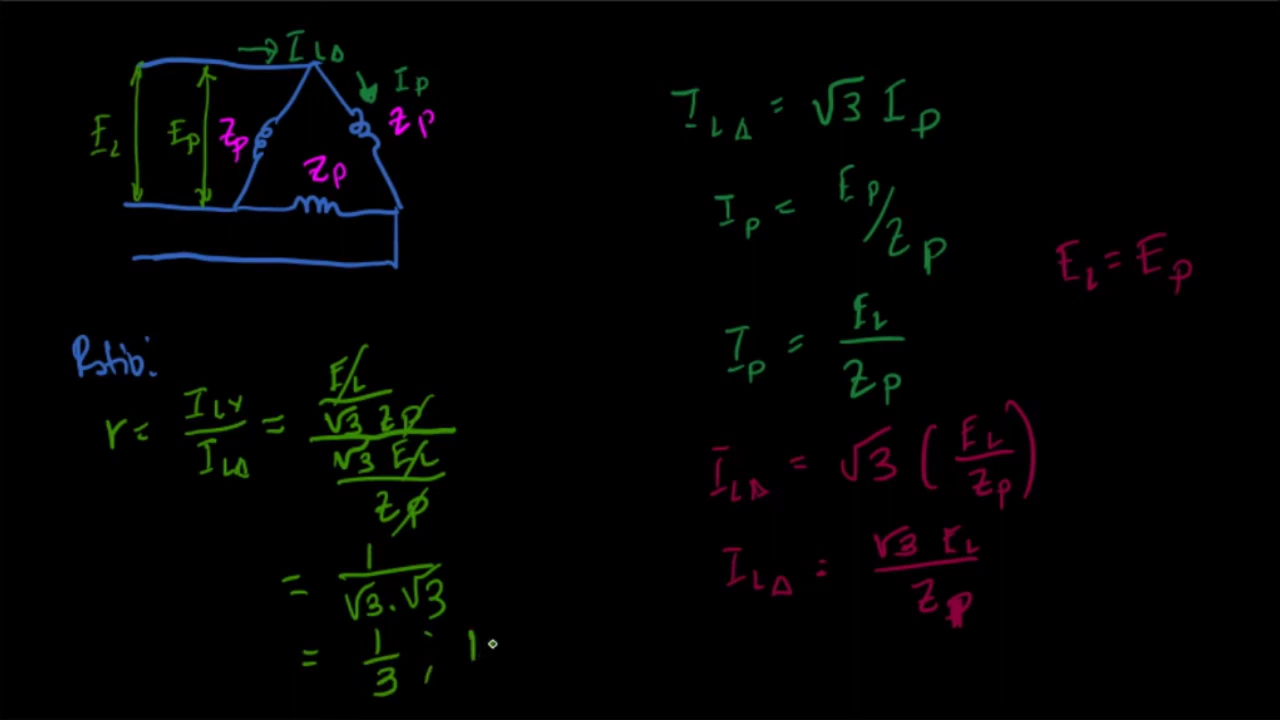 → I_LΔ
I_P
E_L E_P Z_P Z_P
Z_P
I_LΔ = √3 I_P
I_P = E_P/Z_P
E_L = E_P
I_P = E_L/Z_P
Ratio:
r = I_LY/I_LΔ = (E_L/(√3 Z_P))/(√3 E_L/Z_P)
I_LΔ = √3 (E_L/Z_P)
I_LΔ = √3 E_L/Z_P
= 1/(√3 . √3)
= 1/3 ; 1